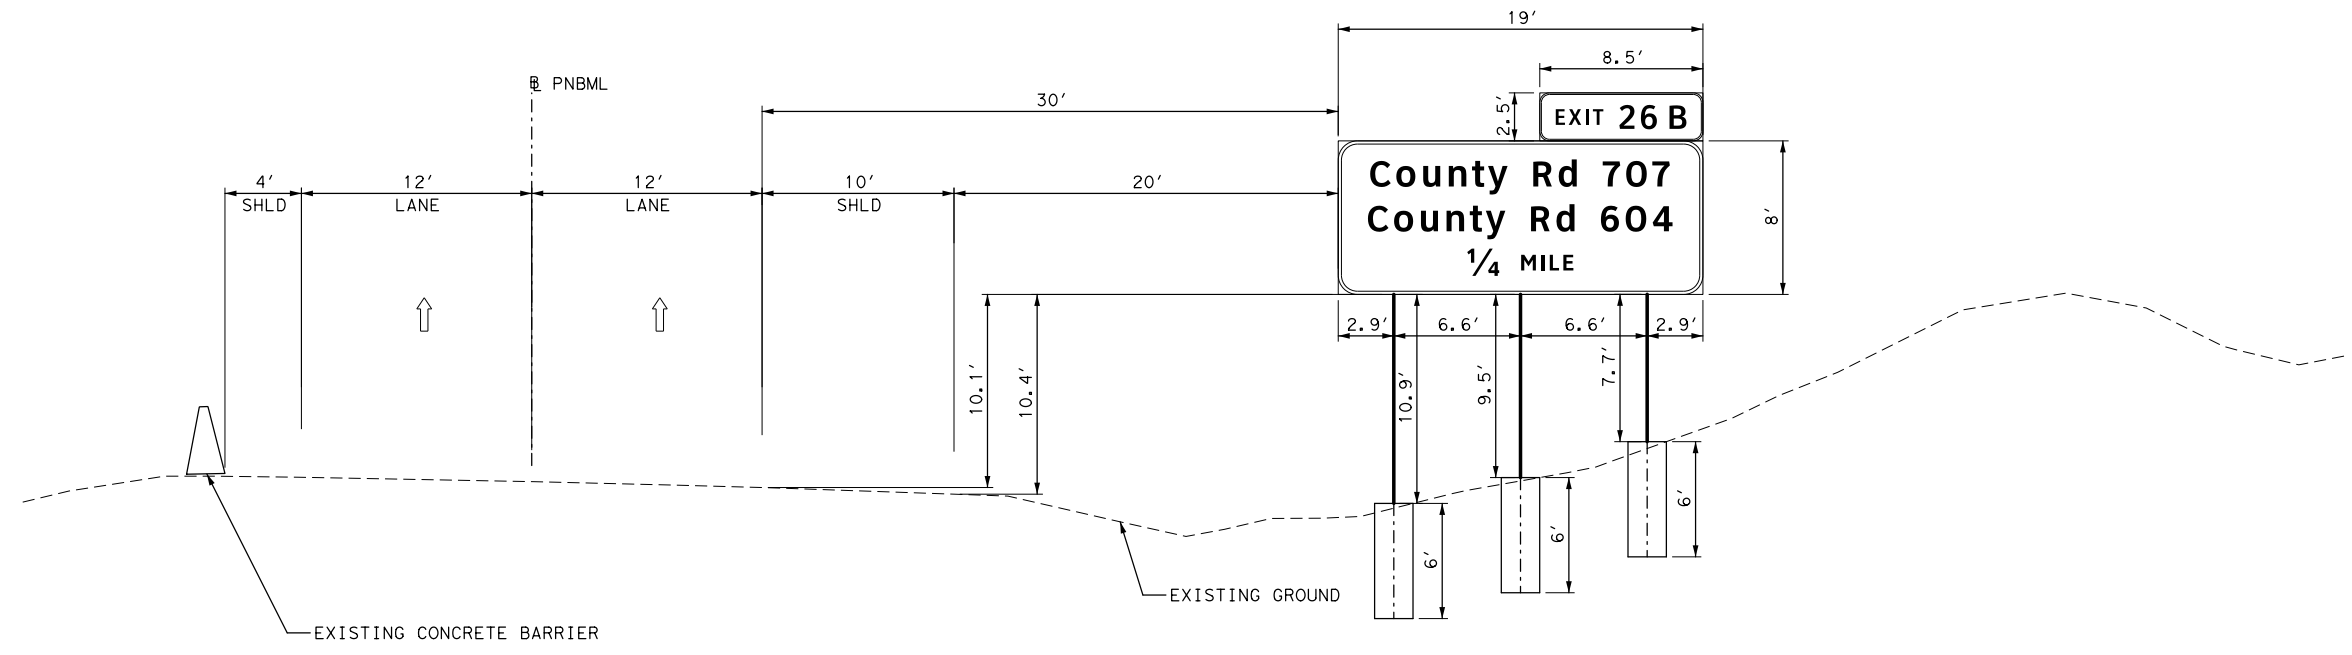 19′
8.5′
℄ PNBML
30′
2.5′
EXIT 26 B
County Rd 707
County Rd 604
¼ MILE
8′
4′
SHLD
12′
LANE
12′
LANE
10′
SHLD
20′
2.9′
6.6′
6.6′
2.9′
10.1′
10.4′
10.9′
9.5′
7.7′
6′
6′
6′
EXISTING GROUND
EXISTING CONCRETE BARRIER